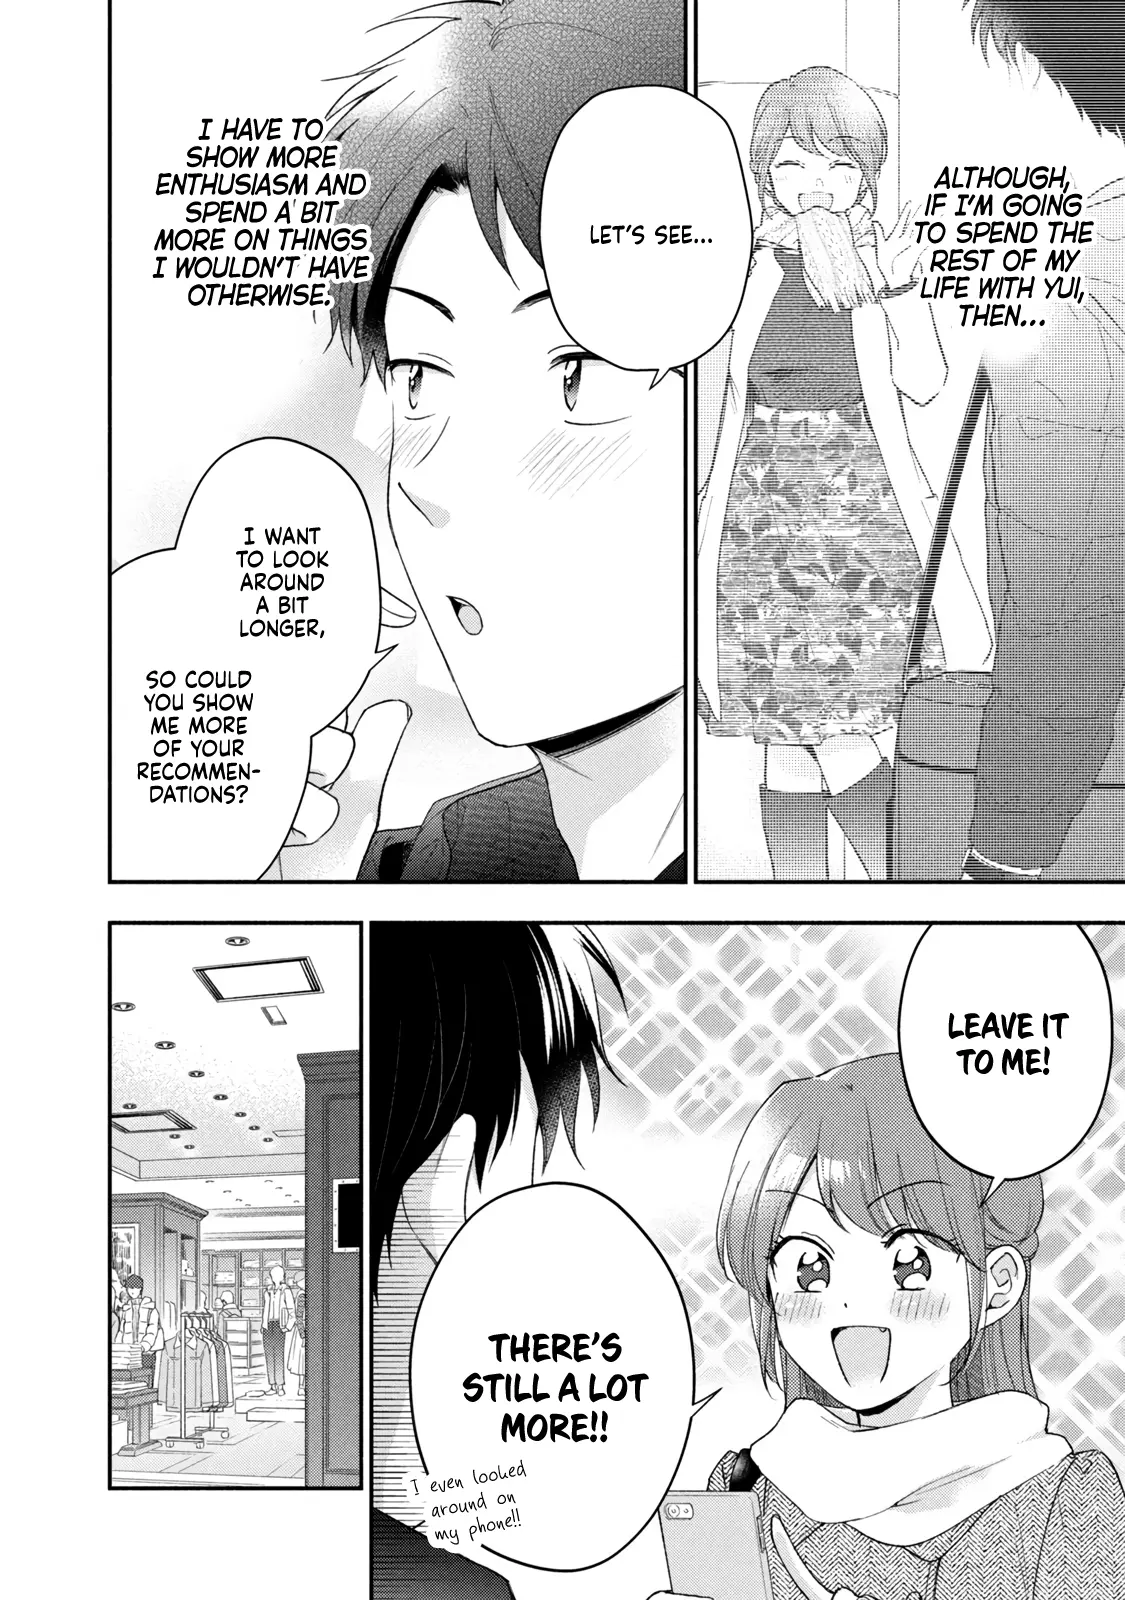 ALTHOUGH,
IF I'M GOING
TO SPEND THE
REST OF MY
LIFE WITH YUI,
THEN...
LET'S SEE...
I HAVE TO
SHOW MORE
ENTHUSIASM AND
SPEND A BIT
MORE ON THINGS
I WOULDN'T HAVE
OTHERWISE.
I WANT
TO LOOK
AROUND
A BIT
LONGER,
SO COULD
YOU SHOW
ME MORE
OF YOUR
RECOMMEN-
DATIONS?
LEAVE IT
TO ME!
THERE'S
STILL A LOT
MORE!!
I even looked
around on
my phone!!